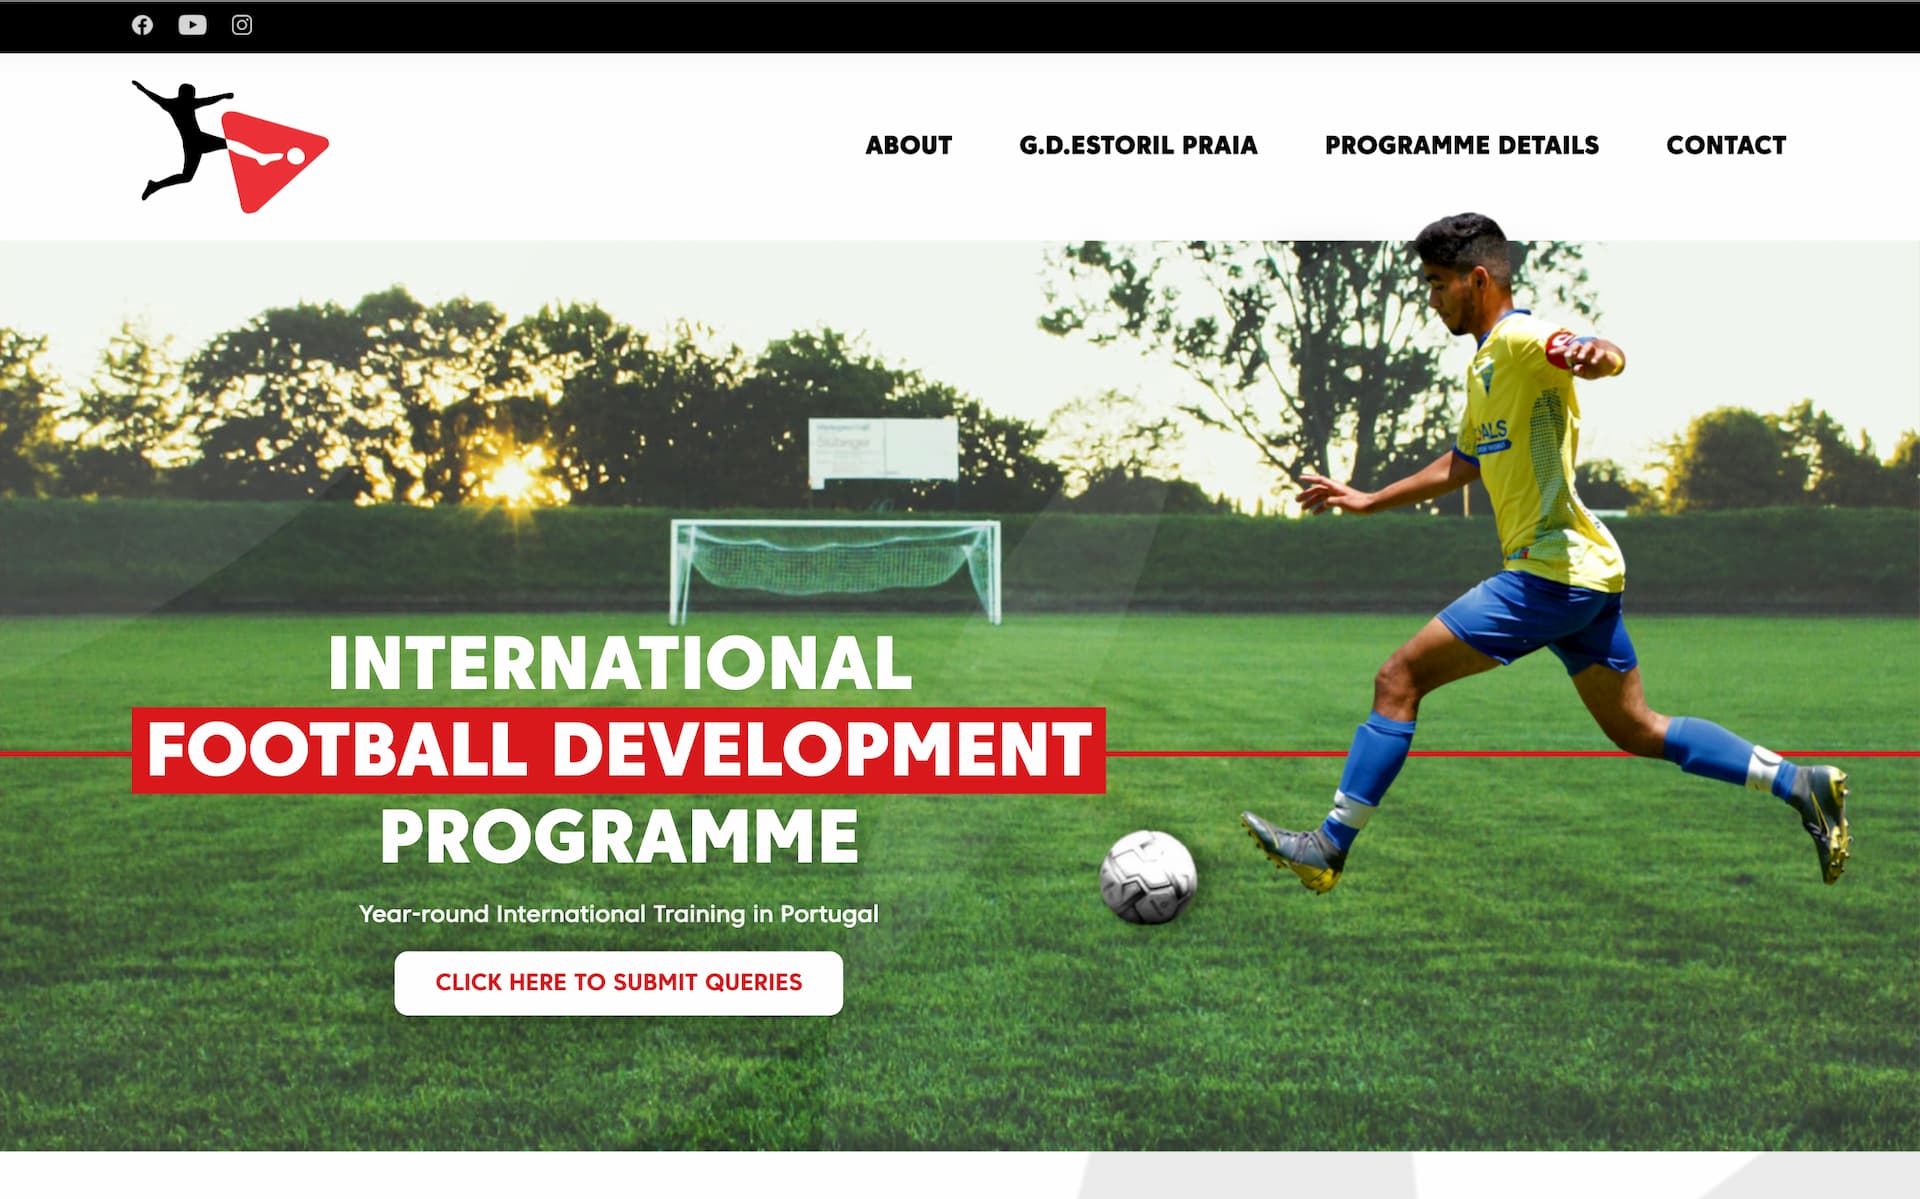 ABOUT G.D.ESTORIL PRAIA PROGRAMME DETAILS CONTACT
INTERNATIONAL
FOOTBALL DEVELOPMENT
PROGRAMME
Year-round International Training in Portugal
CLICK HERE TO SUBMIT QUERIES